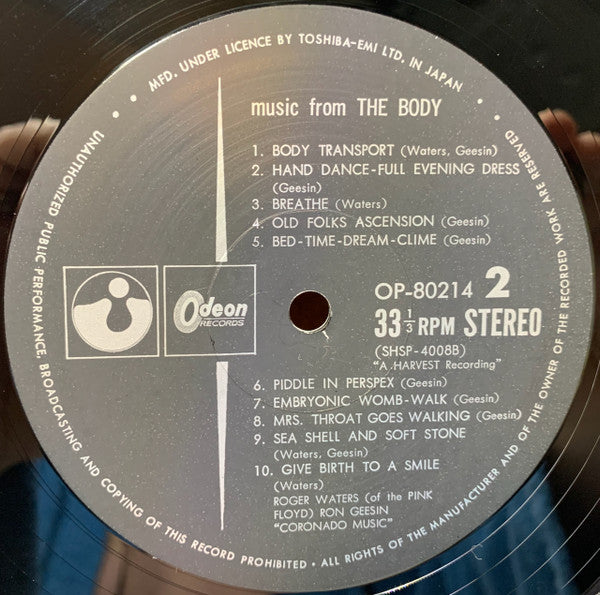 • • MFD. UNDER LICENCE BY TOSHIBA-EMI LTD. IN JAPAN • •
music from THE BODY
1. BODY TRANSPORT (Waters, Geesin)
2. HAND DANCE-FULL EVENING DRESS
(Geesin)
3. BREATHE (Waters)
4. OLD FOLKS ASCENSION (Geesin)
5. BED-TIME-DREAM-CLIME (Geesin)
Odeon
RECORDS
OP-80214 2
33 1/3 RPM STEREO
(SHSP-4008B)
"A HARVEST Recording"
6. PIDDLE IN PERSPEX (Geesin)
7. EMBRYONIC WOMB-WALK (Geesin)
8. MRS. THROAT GOES WALKING (Geesin)
9. SEA SHELL AND SOFT STONE
(Waters, Geesin)
10. GIVE BIRTH TO A SMILE
(Waters)
ROGER WATERS (of the PINK
FLOYD) RON GEESIN
"CORONADO MUSIC"
UNAUTHORIZED PUBLIC PERFORMANCE, BROADCASTING AND COPYING OF THIS RECORD PROHIBITED • ALL RIGHTS OF THE MANUFACTURER AND OF THE OWNER OF THE RECORDED WORK ARE RESERVED